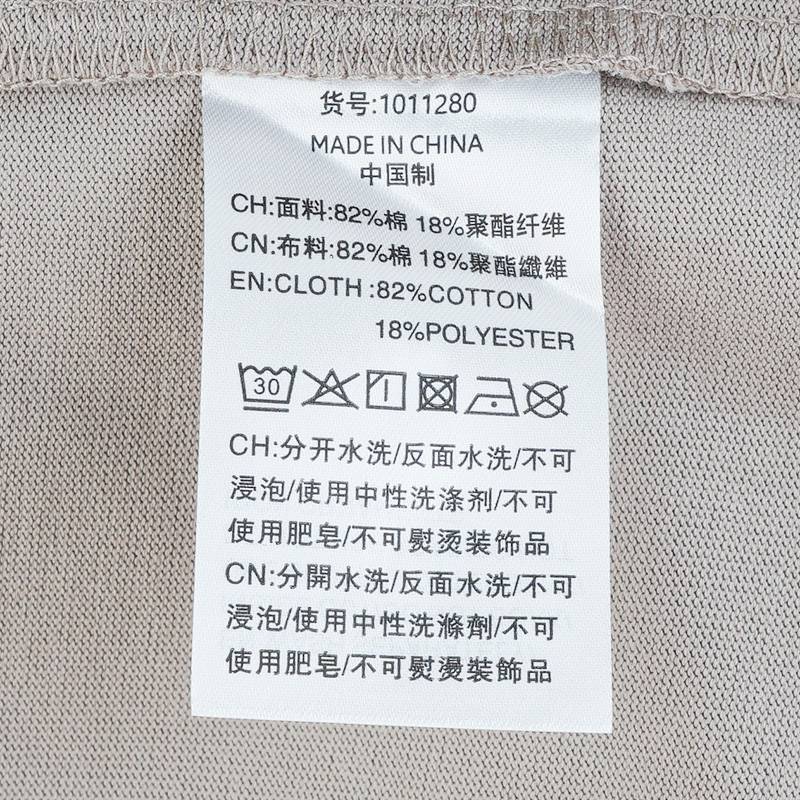 货号:1011280
MADE IN CHINA
中国制
CH:面料:82%棉 18%聚酯纤维
CN:布料:82%棉 18%聚酯纖維
EN:CLOTH :82%COTTON
18%POLYESTER
30
CH:分开水洗/反面水洗/不可
浸泡/使用中性洗涤剂/不可
使用肥皂/不可熨烫装饰品
CN:分開水洗/反面水洗/不可
浸泡/使用中性洗滌劑/不可
使用肥皂/不可熨燙裝飾品